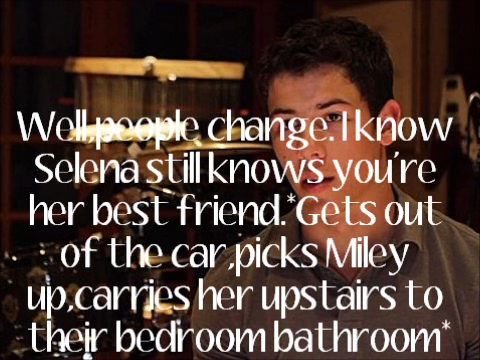 Well,people change.I know
Selena still knows you're
her best friend.*Gets out
of the car,picks Miley
up,carries her upstairs to
their bedroom bathroom*